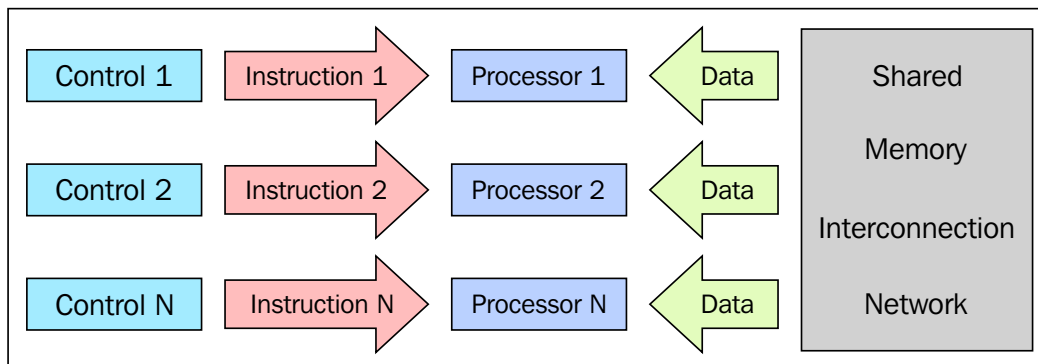 Control 1
Instruction 1
Processor 1
Data
Shared
Memory
Control 2
Instruction 2
Processor 2
Data
Interconnection
Control N
Instruction N
Processor N
Data
Network